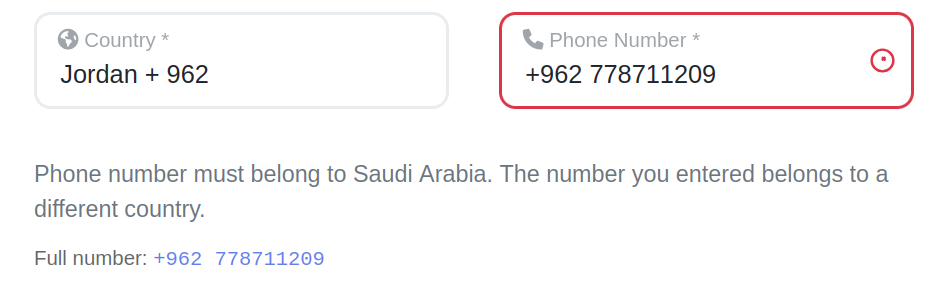 Country *
Phone Number *
Jordan + 962
+962 778711209
Phone number must belong to Saudi Arabia. The number you entered belongs to a
different country.
Full number: +962 778711209